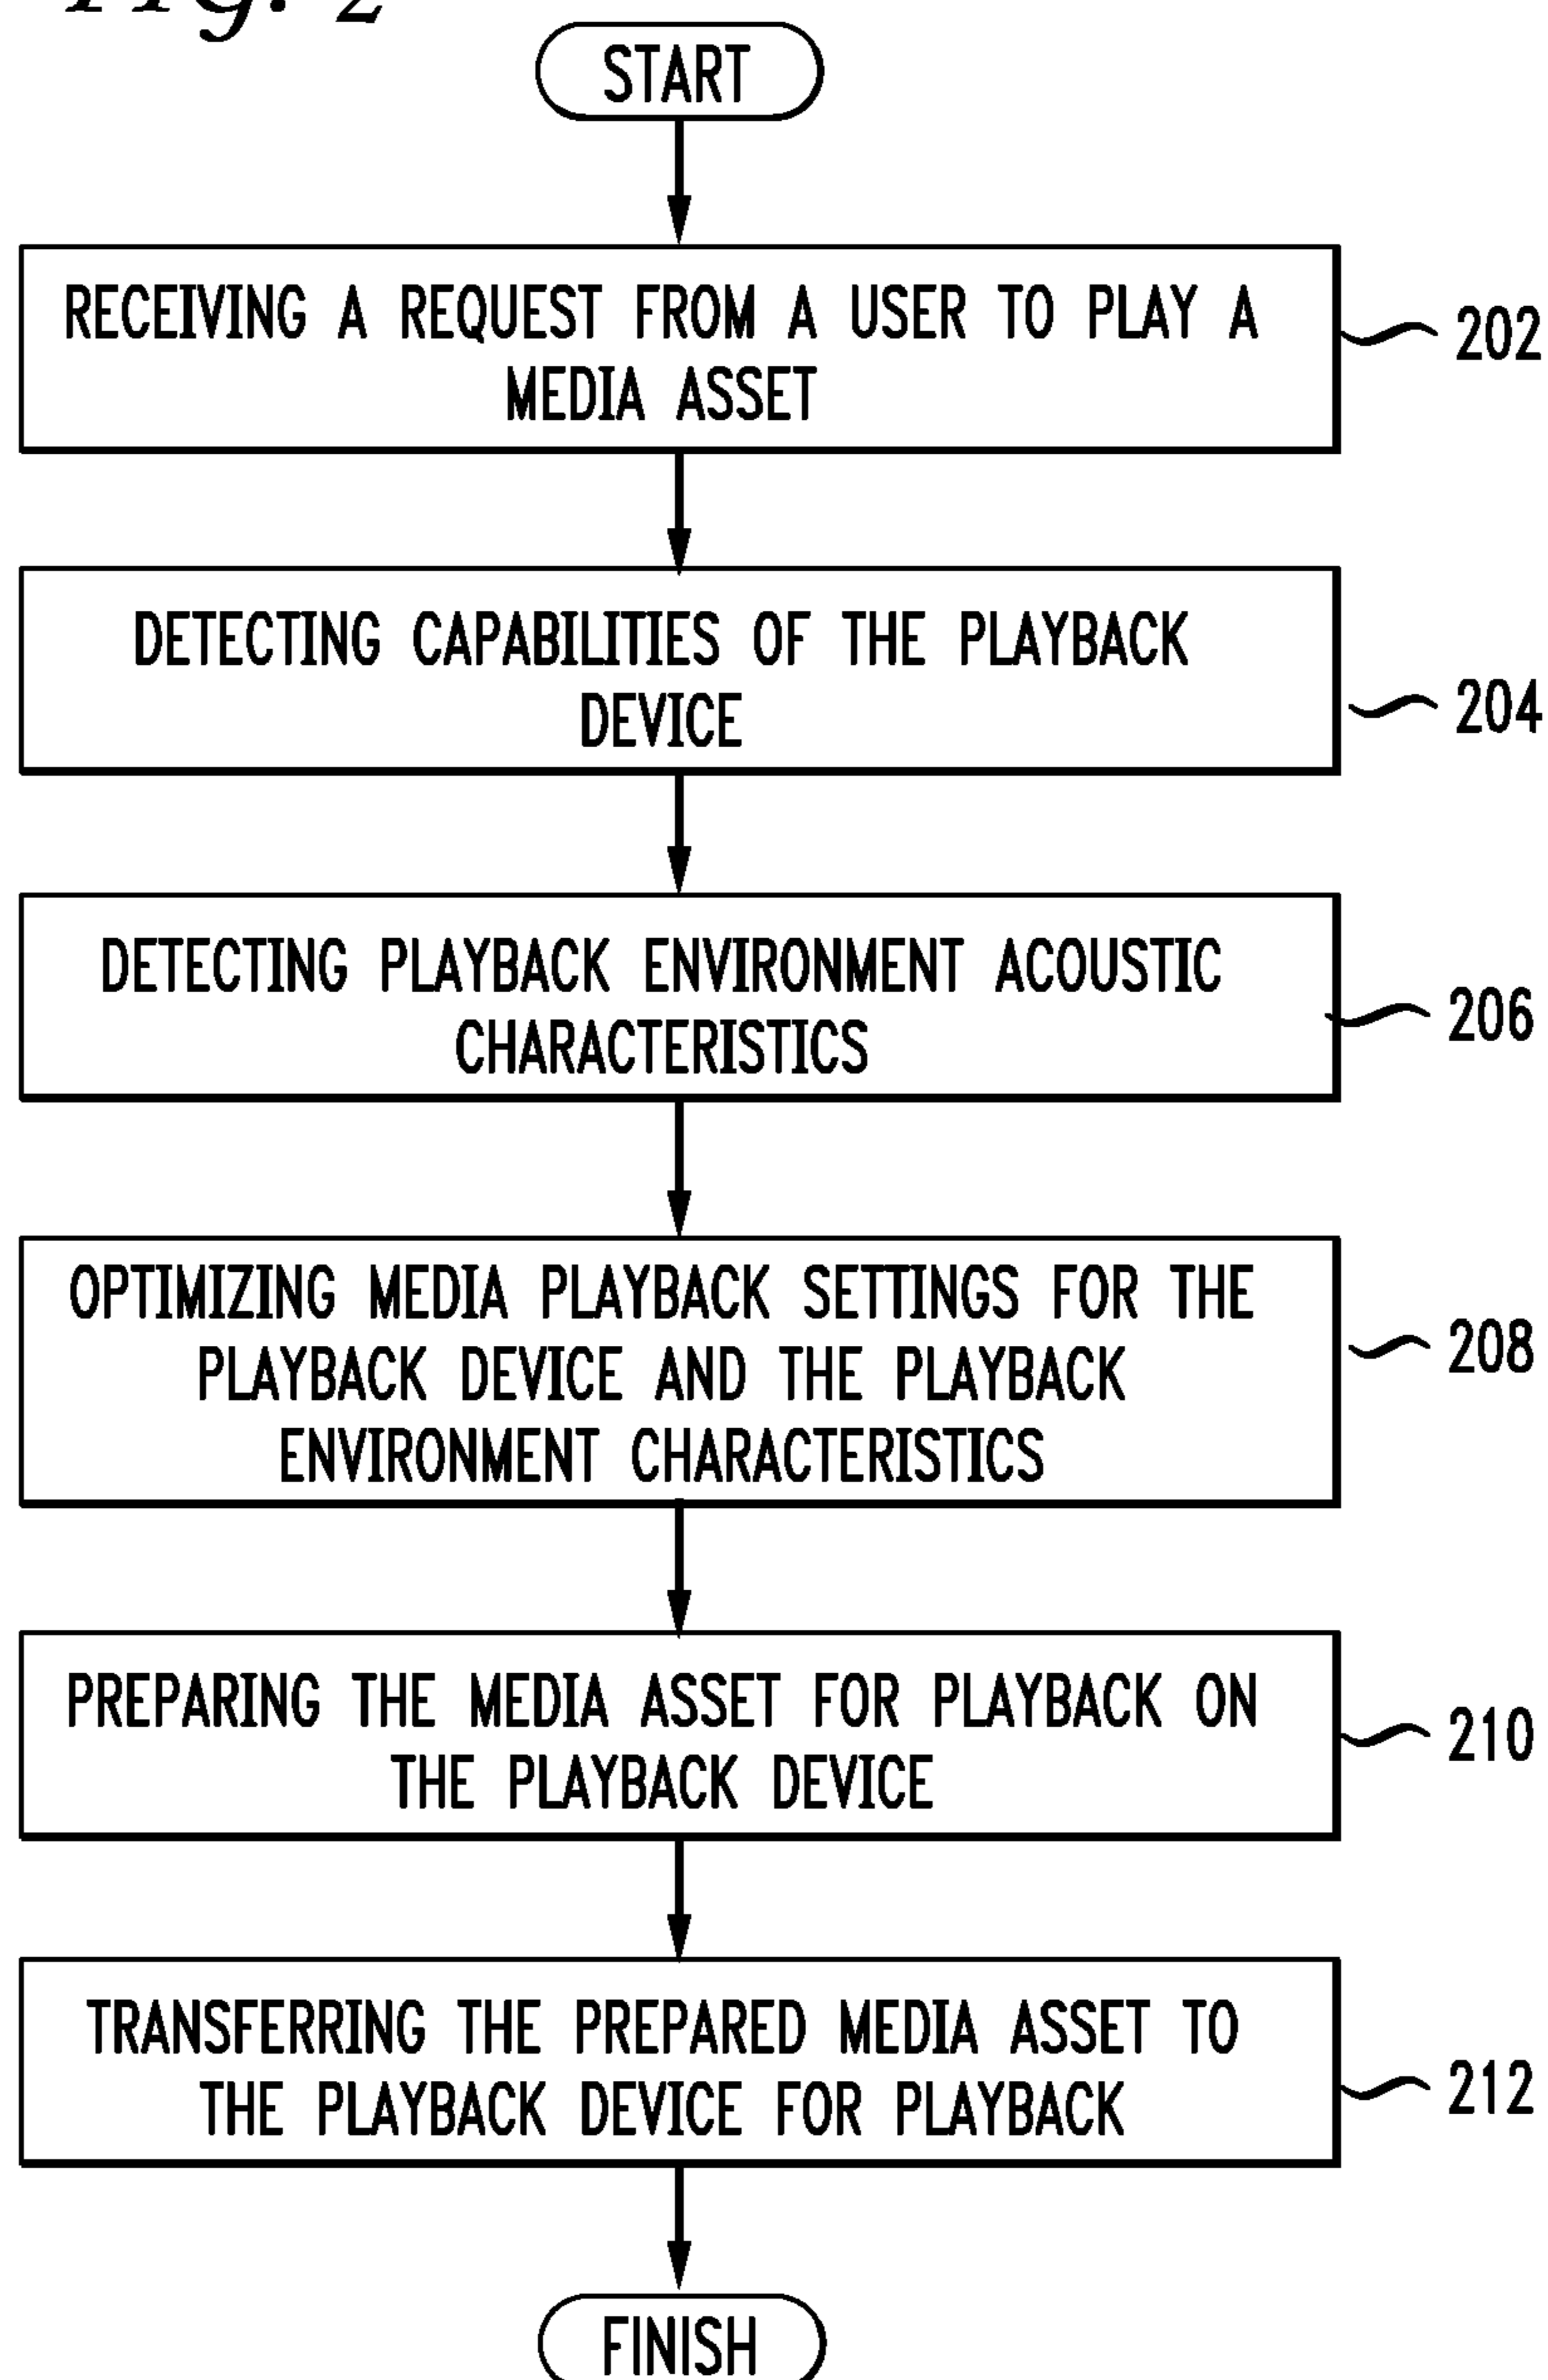 FIG. 2
START
RECEIVING A REQUEST FROM A USER TO PLAY A
MEDIA ASSET
202
DETECTING CAPABILITIES OF THE PLAYBACK
DEVICE
204
DETECTING PLAYBACK ENVIRONMENT ACOUSTIC
CHARACTERISTICS
206
OPTIMIZING MEDIA PLAYBACK SETTINGS FOR THE
PLAYBACK DEVICE AND THE PLAYBACK
ENVIRONMENT CHARACTERISTICS
208
PREPARING THE MEDIA ASSET FOR PLAYBACK ON
THE PLAYBACK DEVICE
210
TRANSFERRING THE PREPARED MEDIA ASSET TO
THE PLAYBACK DEVICE FOR PLAYBACK
212
FINISH